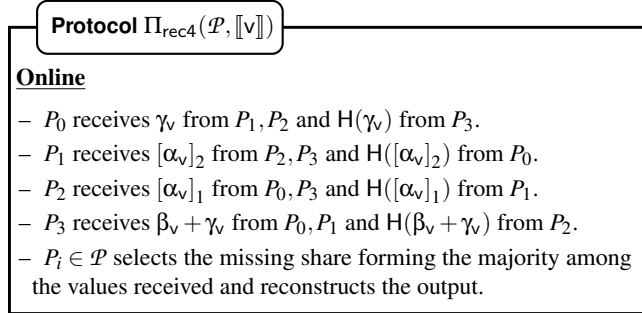 Protocol Π_rec4(𝒫, ⟦v⟧)
Online
– P_0 receives γ_v from P_1, P_2 and H(γ_v) from P_3.
– P_1 receives [α_v]_2 from P_2, P_3 and H([α_v]_2) from P_0.
– P_2 receives [α_v]_1 from P_0, P_3 and H([α_v]_1) from P_1.
– P_3 receives β_v + γ_v from P_0, P_1 and H(β_v + γ_v) from P_2.
– P_i ∈ 𝒫 selects the missing share forming the majority among
the values received and reconstructs the output.